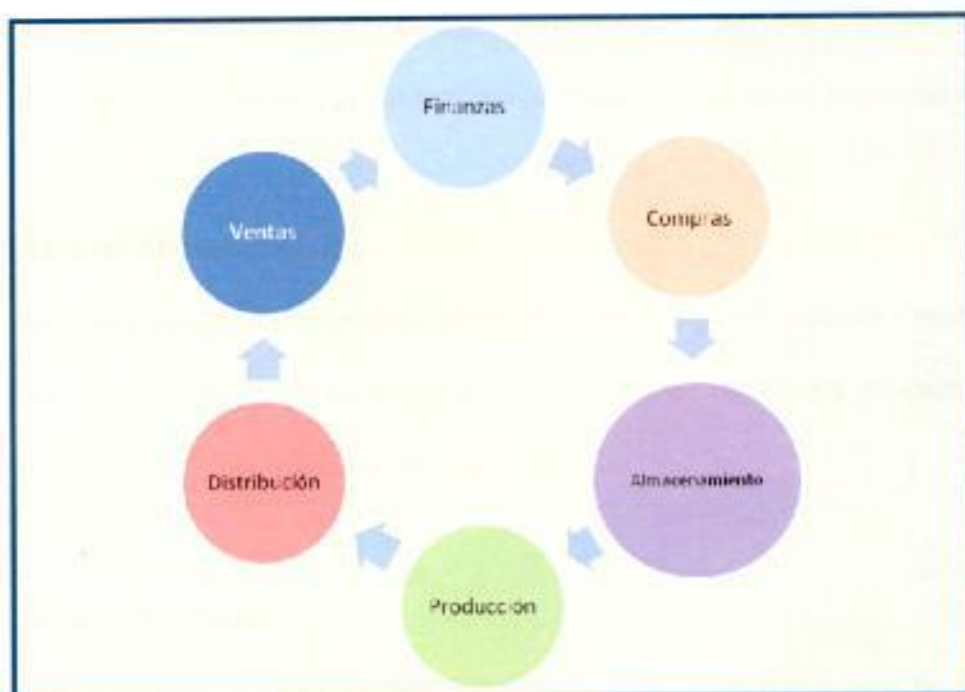 Finanzas
Compras
Almacenamiento
Producción
Distribución
Ventas